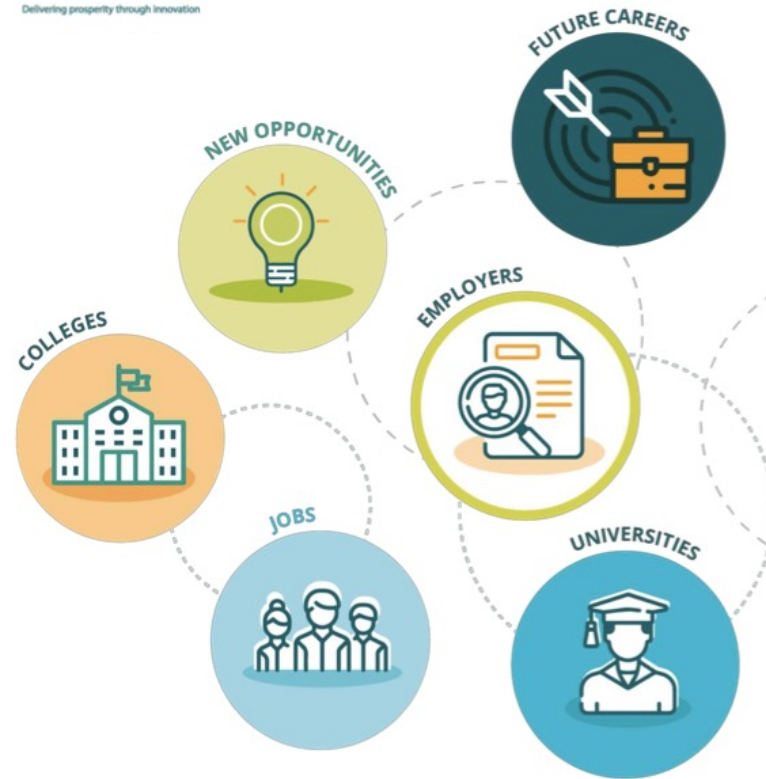 Delivering prosperity through innovation
FUTURE CAREERS
NEW OPPORTUNITIES
EMPLOYERS
COLLEGES
JOBS
UNIVERSITIES